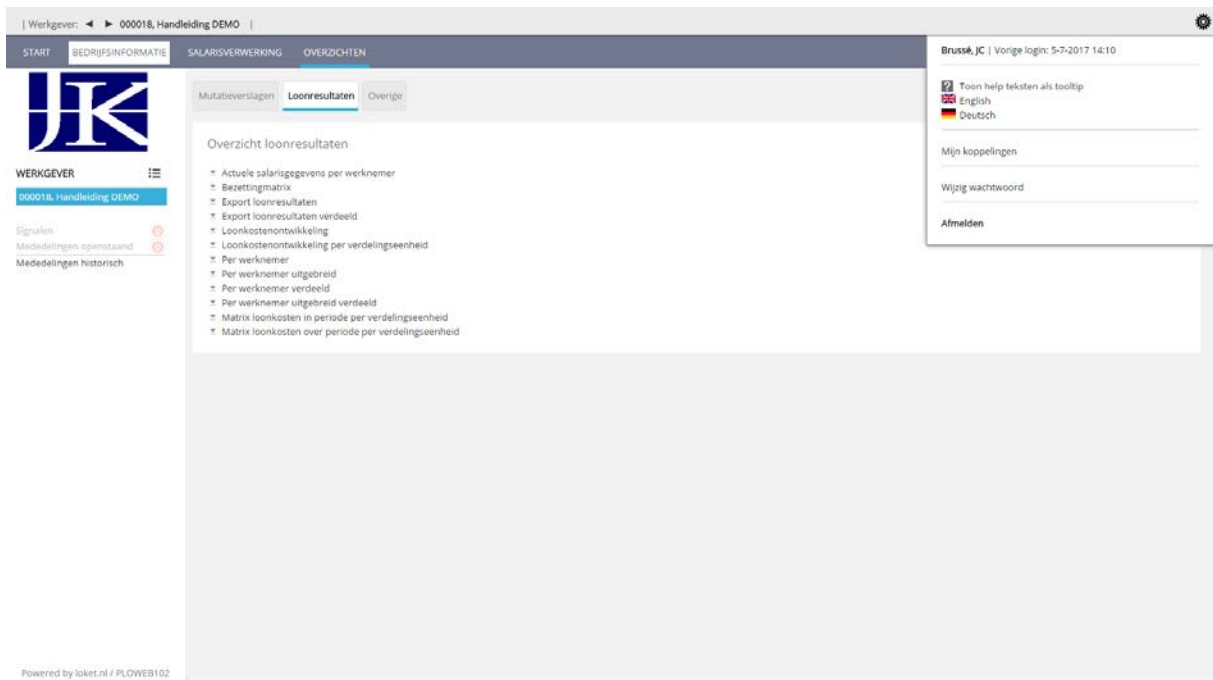 | Werkgever: ◄ ► 000018, Handleiding DEMO |
START BEDRIJFSINFORMATIE SALARISVERWERKING OVERZICHTEN
Brussé, JC | Vorige login: 5-7-2017 14:10
? Toon help teksten als tooltip
English
Deutsch
Mijn koppelingen
Wijzig wachtwoord
Afmelden
JK
WERKGEVER
000018, Handleiding DEMO
Signalen
Mededelingen openstaand
Mededelingen historisch
Mutatieverslagen Loonresultaten Overige
Overzicht loonresultaten
Actuele salarisgegevens per werknemer
Bezettingmatrix
Export loonresultaten
Export loonresultaten verdeeld
Loonkostenontwikkeling
Loonkostenontwikkeling per verdelingseenheid
Per werknemer
Per werknemer uitgebreid
Per werknemer verdeeld
Per werknemer uitgebreid verdeeld
Matrix loonkosten in periode per verdelingseenheid
Matrix loonkosten over periode per verdelingseenheid
Powered by loket.nl / PLOWEB102